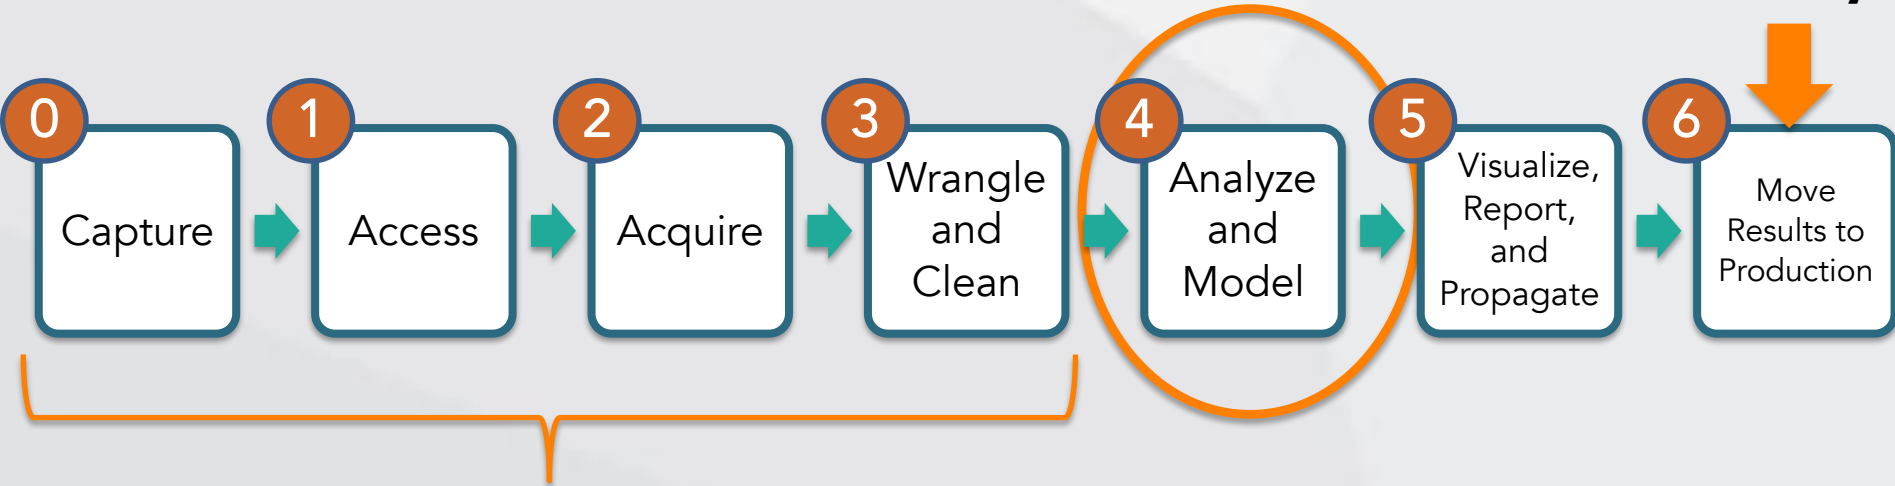 0
Capture
1
Access
2
Acquire
3
Wrangle
and
Clean
4
Analyze
and
Model
5
Visualize,
Report,
and
Propagate
6
Move
Results to
Production